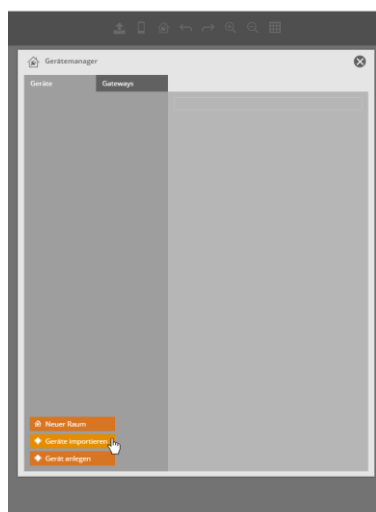 Gerätemanager
Geräte
Gateways
Neuer Raum
Geräte importieren
Gerät anlegen